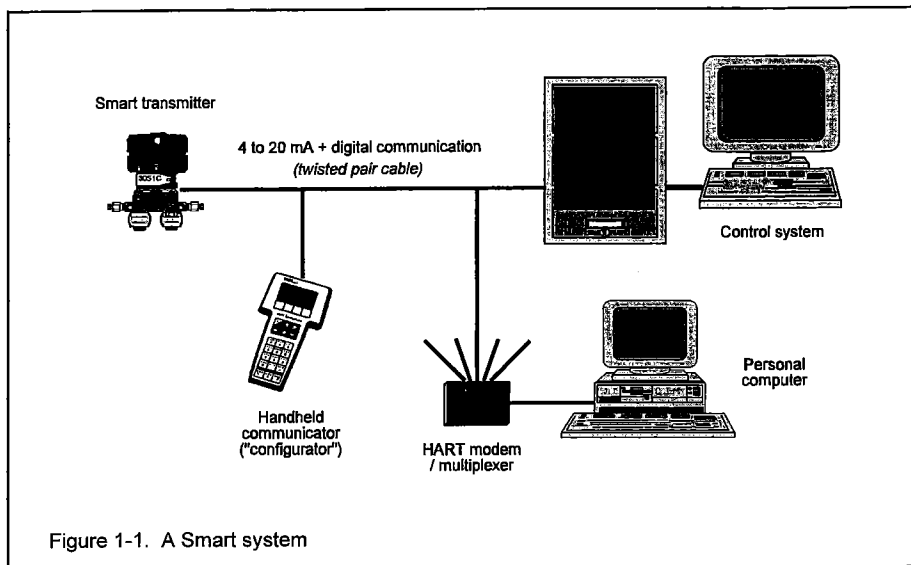 Smart transmitter
4 to 20 mA + digital communication
(twisted pair cable)
3051C
Control system
Personal
computer
Handheld
communicator
("configurator")
HART modem
/ multiplexer
Figure 1-1. A Smart system